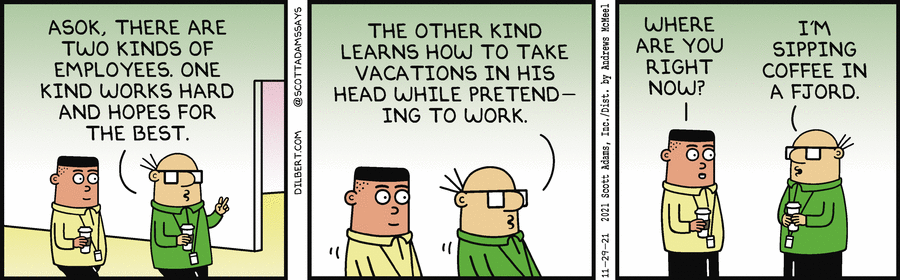 ASOK, THERE ARE
TWO KINDS OF
EMPLOYEES. ONE
KIND WORKS HARD
AND HOPES FOR
THE BEST.
DILBERT.COM @SCOTTADAMSSAYS
THE OTHER KIND
LEARNS HOW TO TAKE
VACATIONS IN HIS
HEAD WHILE PRETEND—
ING TO WORK.
11-29-21 2021 Scott Adams, Inc./Dist. by Andrews McMeel
WHERE
ARE YOU
RIGHT
NOW?
I'M
SIPPING
COFFEE IN
A FJORD.